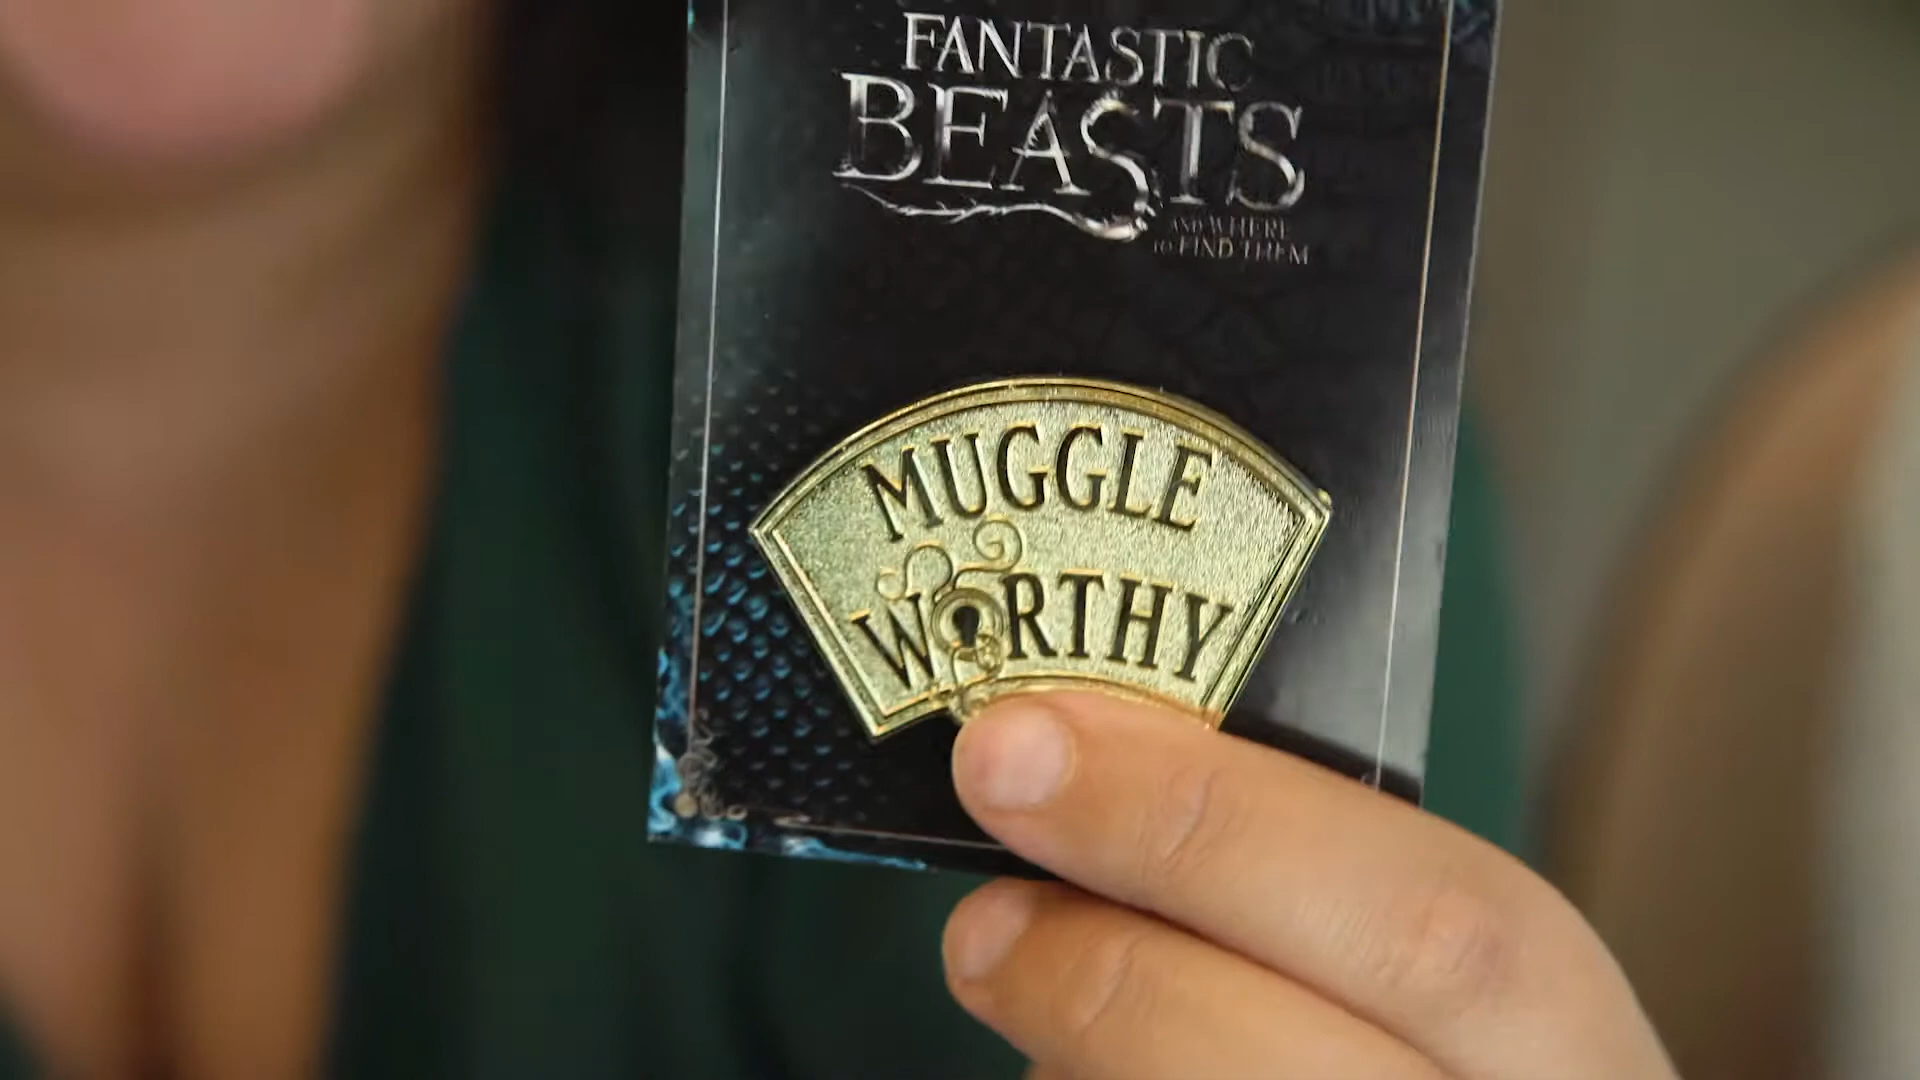 FANTASTIC
BEASTS
AND WHERE
TO FIND THEM
MUGGLE
WORTHY